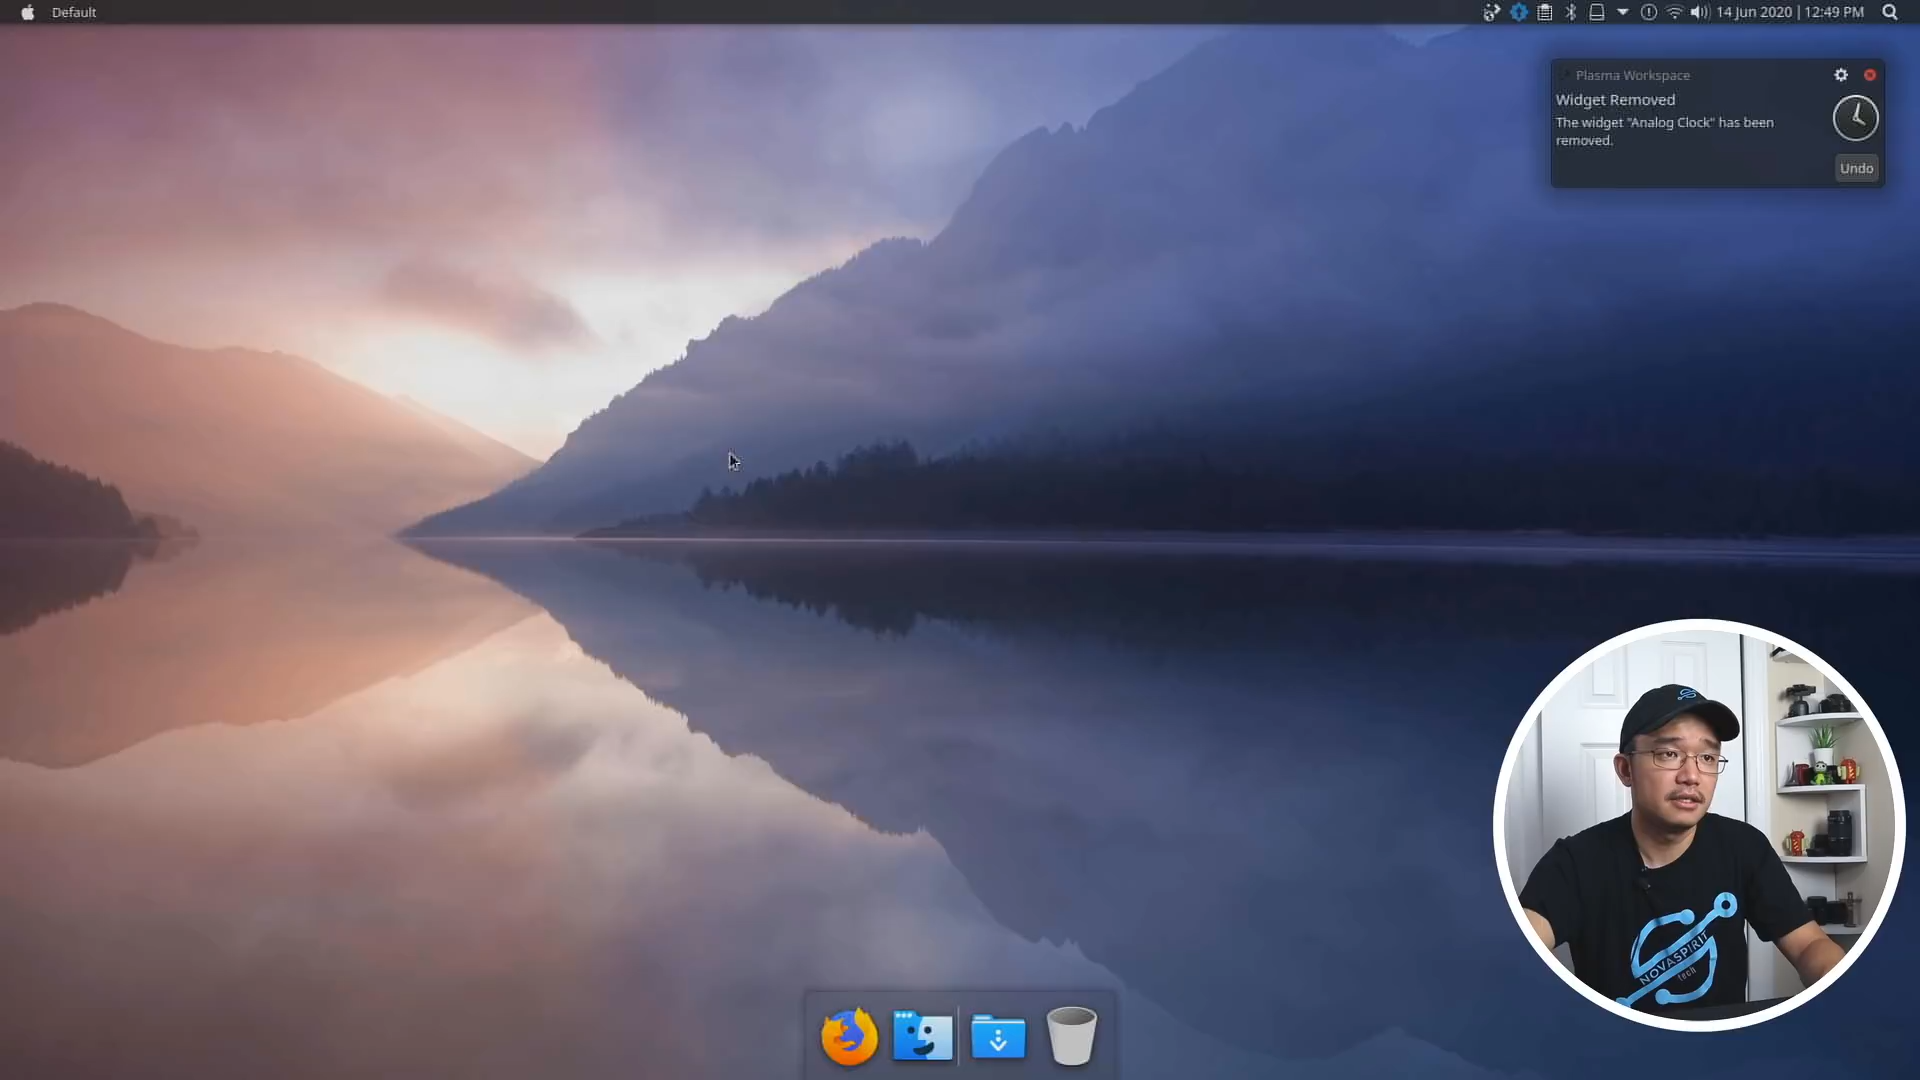 Default
14 Jun 2020 | 12:49 PM
Plasma Workspace
Widget Removed
The widget "Analog Clock" has been
removed.
Undo
NOVASPIRIT
tech